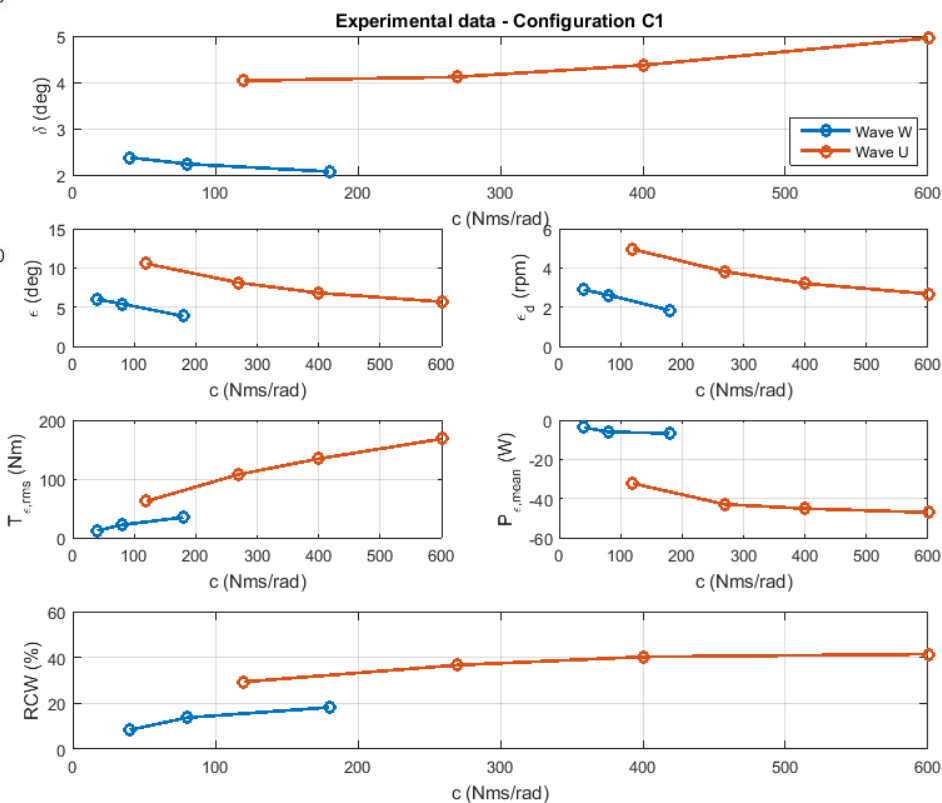 Experimental data - Configuration C1
5
4
3
2
δ (deg)
0 100 200 300 400 500 600
c (Nms/rad)
Wave W
Wave U
15
10
5
0
ϵ (deg)
0 100 200 300 400 500 600
c (Nms/rad)
6
4
2
0
ϵ_d (rpm)
0 100 200 300 400 500 600
c (Nms/rad)
200
100
0
T_ϵ,rms (Nm)
0 100 200 300 400 500 600
c (Nms/rad)
0
-20
-40
-60
P_ϵ,mean (W)
0 100 200 300 400 500 600
c (Nms/rad)
60
40
20
0
RCW (%)
0 100 200 300 400 500 600
c (Nms/rad)